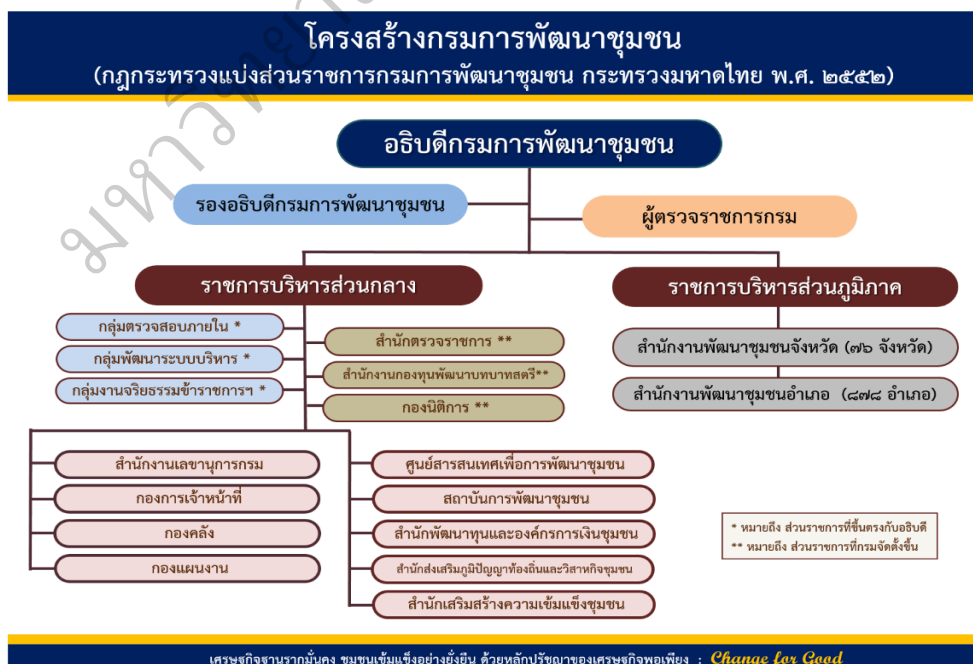 โครงสร้างกรมการพัฒนาชุมชน
(กฎกระทรวงแบ่งส่วนราชการกรมการพัฒนาชุมชน กระทรวงมหาดไทย พ.ศ. ๒๕๕๒)
อธิบดีกรมการพัฒนาชุมชน
รองอธิบดีกรมการพัฒนาชุมชน
ผู้ตรวจราชการกรม
ราชการบริหารส่วนกลาง
กลุ่มตรวจสอบภายใน *
กลุ่มพัฒนาระบบบริหาร *
กลุ่มงานจริยธรรมข้าราชการฯ *
สำนักตรวจราชการ **
สำนักงานกองทุนพัฒนาบทบาทสตรี**
กองนิติการ **
สำนักงานเลขานุการกรม
กองการเจ้าหน้าที่
กองคลัง
กองแผนงาน
ศูนย์สารสนเทศเพื่อการพัฒนาชุมชน
สถาบันการพัฒนาชุมชน
สำนักพัฒนาทุนและองค์กรการเงินชุมชน
สำนักส่งเสริมภูมิปัญญาท้องถิ่นและวิสาหกิจชุมชน
สำนักเสริมสร้างความเข้มแข็งชุมชน
ราชการบริหารส่วนภูมิภาค
สำนักงานพัฒนาชุมชนจังหวัด (๗๖ จังหวัด)
สำนักงานพัฒนาชุมชนอำเภอ (๘๗๘ อำเภอ)
* หมายถึง ส่วนราชการที่ขึ้นตรงกับอธิบดี
** หมายถึง ส่วนราชการที่กรมจัดตั้งขึ้น
เศรษฐกิจฐานรากมั่นคง ชุมชนเข้มแข็งอย่างยั่งยืน ด้วยหลักปรัชญาของเศรษฐกิจพอเพียง : Change for Good